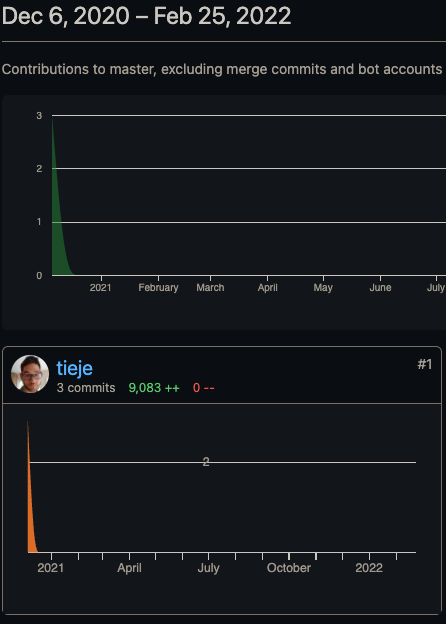 Dec 6, 2020 – Feb 25, 2022
Contributions to master, excluding merge commits and bot accounts
3
2
1
0
2021 February March April May June July
tieje #1
3 commits 9,083 ++ 0 --
2
2021 April July October 2022